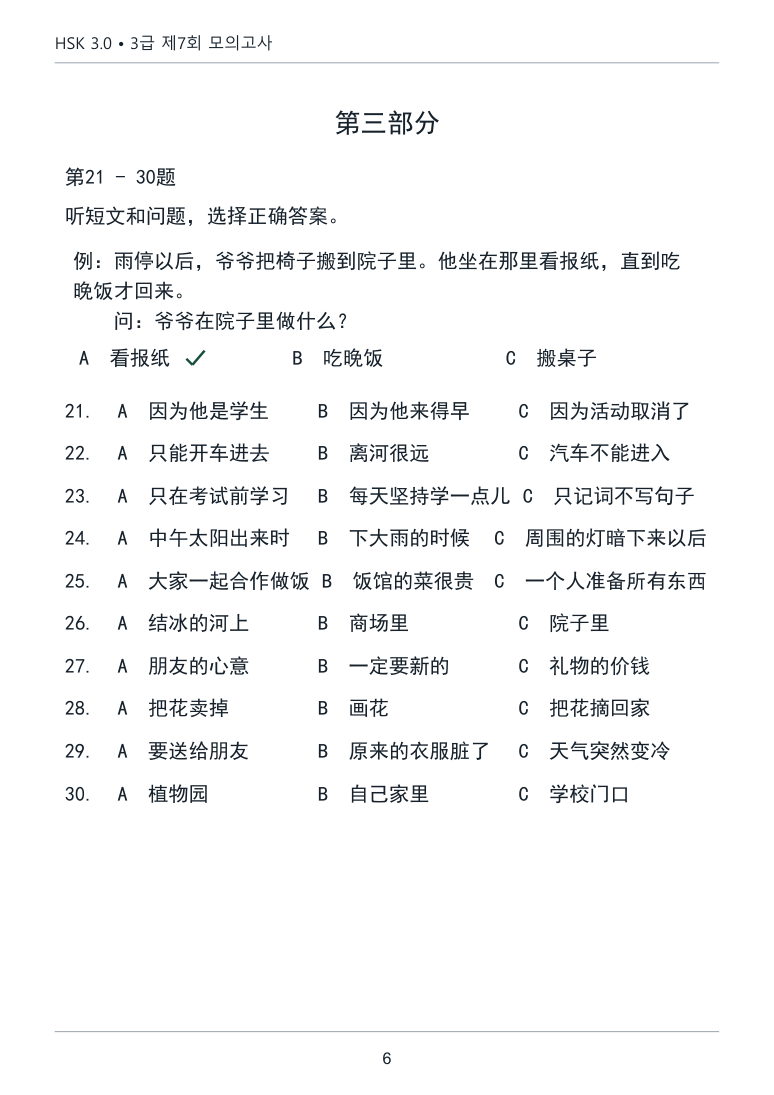 HSK 3.0 • 3급 제7회 모의고사
第三部分
第21 - 30题
听短文和问题，选择正确答案。
例：雨停以后，爷爷把椅子搬到院子里。他坐在那里看报纸，直到吃
晚饭才回来。
问：爷爷在院子里做什么？
A 看报纸 ✓ B 吃晚饭 C 搬桌子
21. A 因为他是学生 B 因为他来得早 C 因为活动取消了
22. A 只能开车进去 B 离河很远 C 汽车不能进入
23. A 只在考试前学习 B 每天坚持学一点儿 C 只记词不写句子
24. A 中午太阳出来时 B 下大雨的时候 C 周围的灯暗下来以后
25. A 大家一起合作做饭 B 饭馆的菜很贵 C 一个人准备所有东西
26. A 结冰的河上 B 商场里 C 院子里
27. A 朋友的心意 B 一定要新的 C 礼物的价钱
28. A 把花卖掉 B 画花 C 把花摘回家
29. A 要送给朋友 B 原来的衣服脏了 C 天气突然变冷
30. A 植物园 B 自己家里 C 学校门口
6